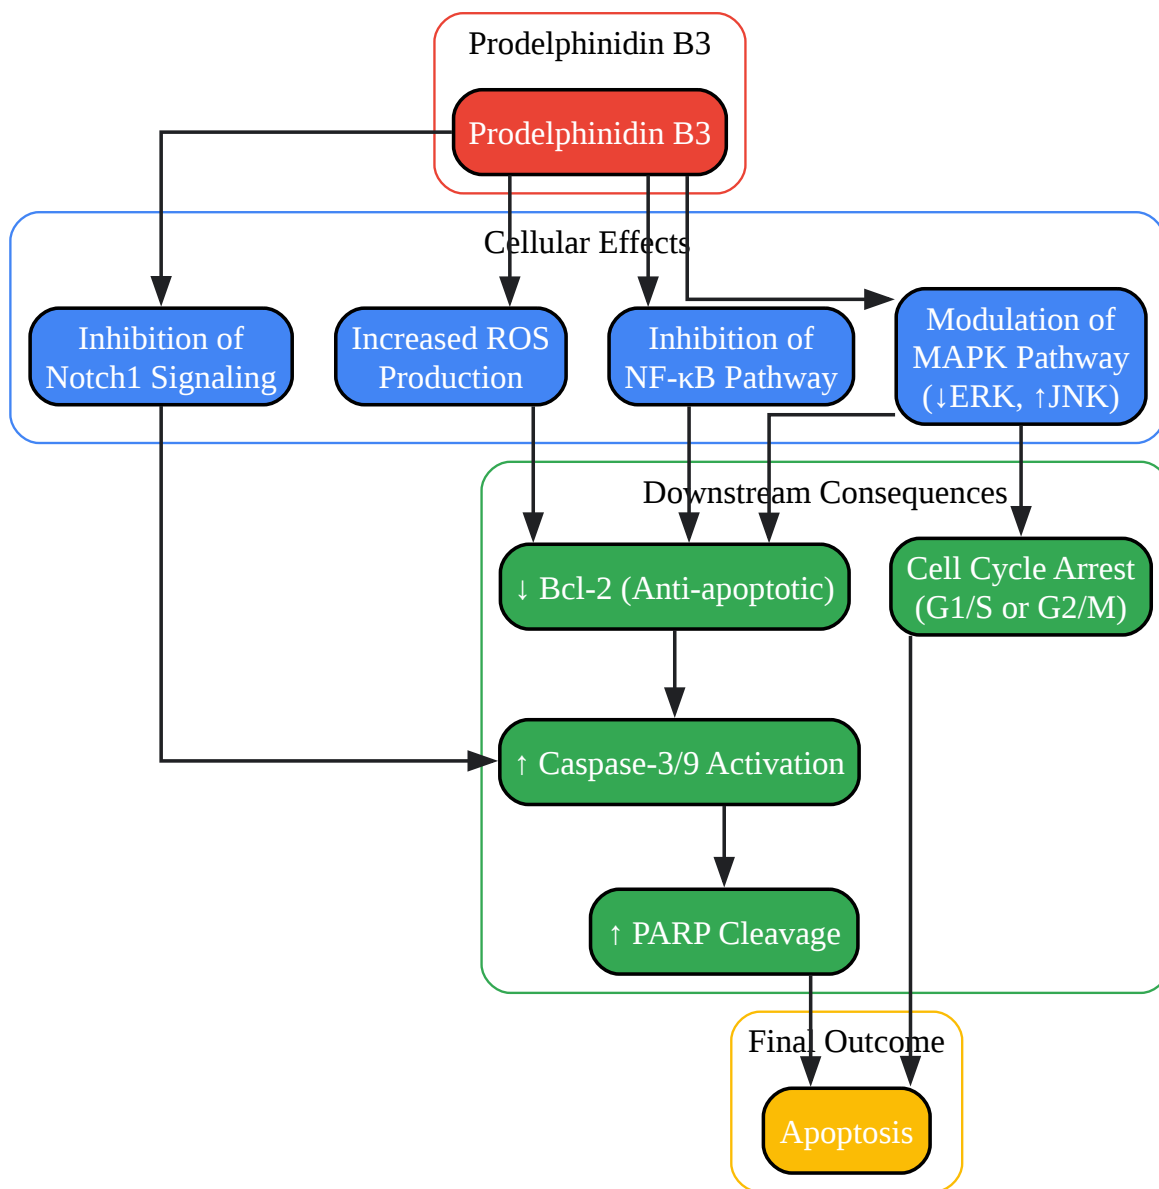 Prodelphinidin B3
Prodelphinidin B3
Cellular Effects
Inhibition of
Notch1 Signaling
Increased ROS
Production
Inhibition of
NF-κB Pathway
Modulation of
MAPK Pathway
(↓ERK, ↑JNK)
Downstream Consequences
↓ Bcl-2 (Anti-apoptotic)
Cell Cycle Arrest
(G1/S or G2/M)
↑ Caspase-3/9 Activation
↑ PARP Cleavage
Final Outcome
Apoptosis